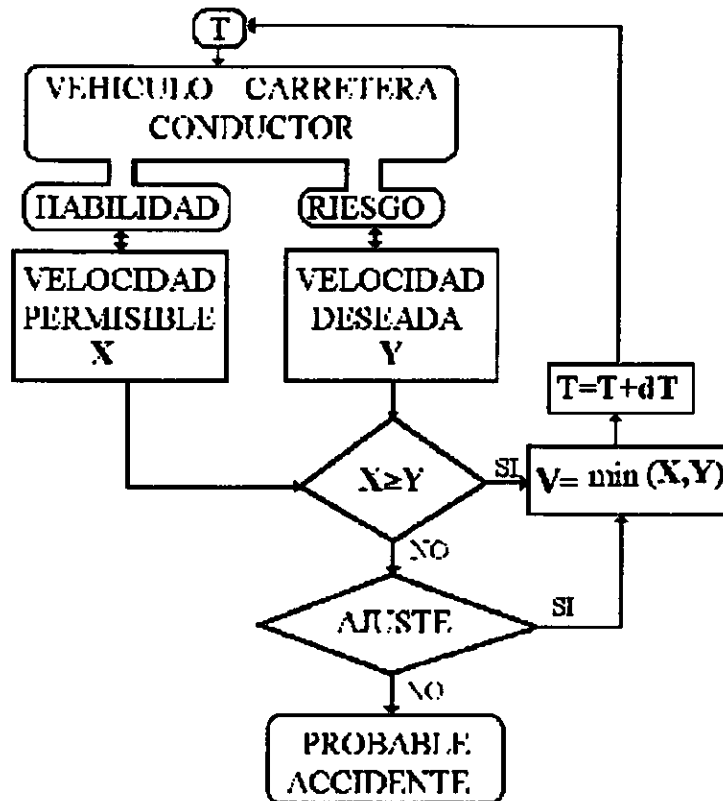 T
VEHICULO CARRETERA
CONDUCTOR
HABILIDAD
RIESGO
VELOCIDAD
PERMISIBLE
X
VELOCIDAD
DESEADA
Y
T=T+dT
X≥Y
SI
V= min (X,Y)
NO
AJUSTE
SI
NO
PROBABLE
ACCIDENTE